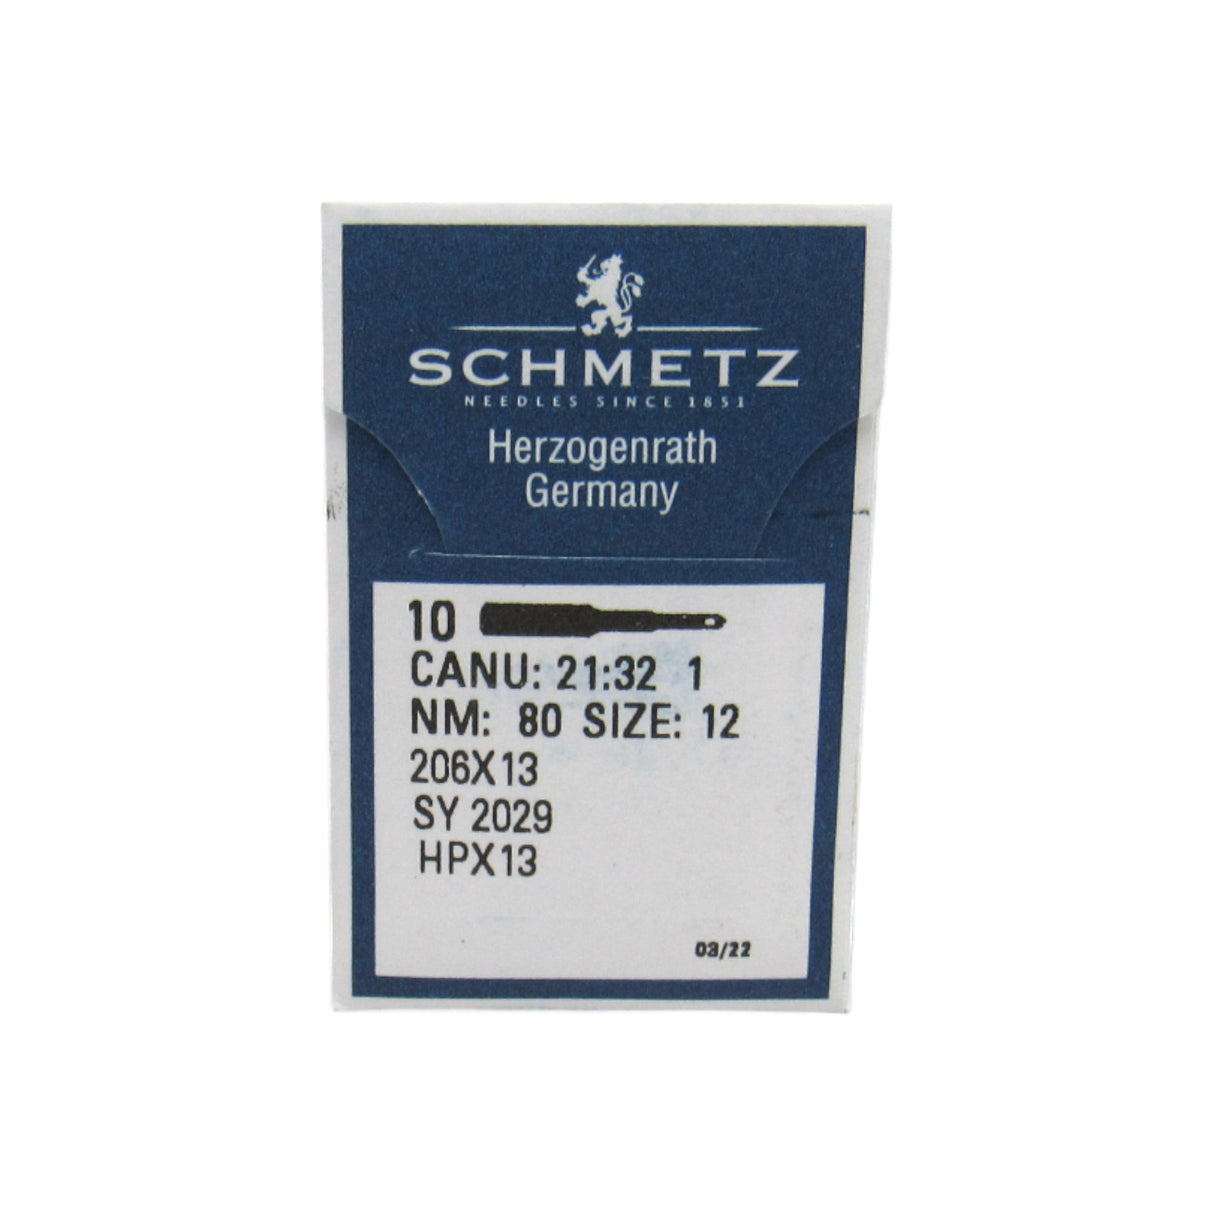 SCHMETZ
NEEDLES SINCE 1851
Herzogenrath
Germany
10
CANU: 21:32 1
NM: 80 SIZE: 12
206X13
SY 2029
HPX13
03/22